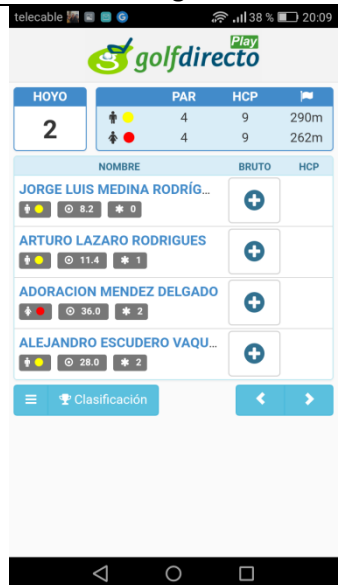 telecable 38 % 20:09
golfdirecto Play
HOYO PAR HCP
2 4 9 290m
4 9 262m
NOMBRE BRUTO HCP
JORGE LUIS MEDINA RODRÍG...
8.2 0
ARTURO LAZARO RODRIGUES
11.4 1
ADORACION MENDEZ DELGADO
36.0 2
ALEJANDRO ESCUDERO VAQU...
28.0 2
Clasificación